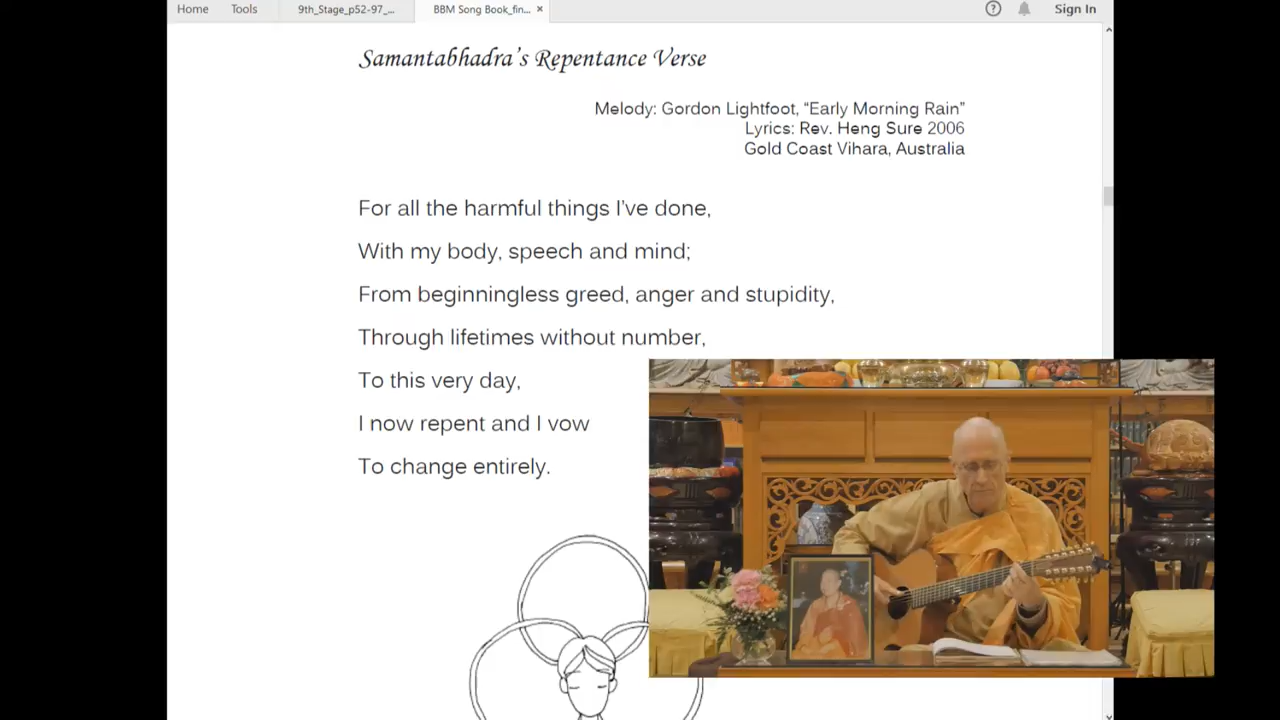 Home Tools 9th_Stage_p52-97_... BBM Song Book_fin... × ? Sign In
Samantabhadra's Repentance Verse
Melody: Gordon Lightfoot, “Early Morning Rain”
Lyrics: Rev. Heng Sure 2006
Gold Coast Vihara, Australia
For all the harmful things I've done,
With my body, speech and mind;
From beginningless greed, anger and stupidity,
Through lifetimes without number,
To this very day,
I now repent and I vow
To change entirely.